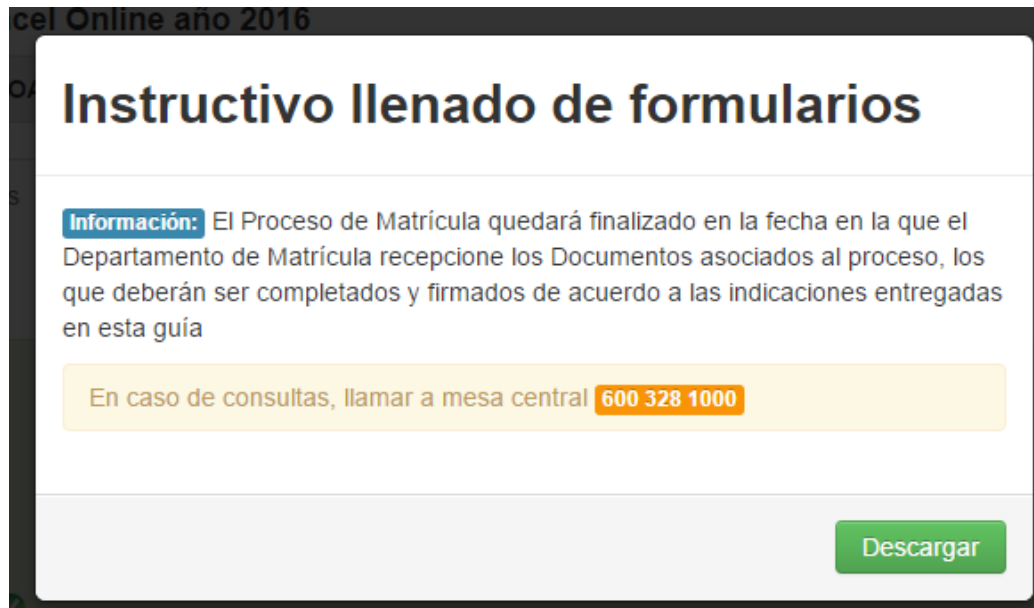 cel Online año 2016
Instructivo llenado de formularios
Información: El Proceso de Matrícula quedará finalizado en la fecha en la que el
Departamento de Matrícula recepcione los Documentos asociados al proceso, los
que deberán ser completados y firmados de acuerdo a las indicaciones entregadas
en esta guía
En caso de consultas, llamar a mesa central 600 328 1000
Descargar